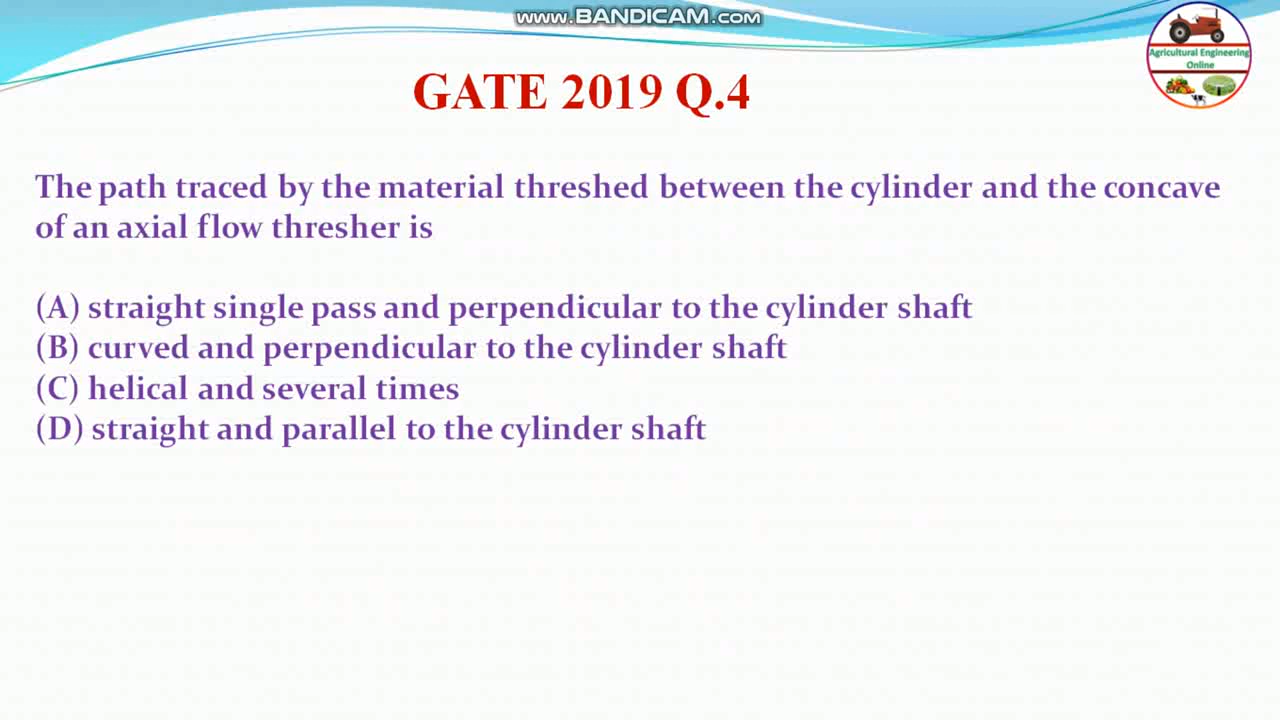 www.BANDICAM.com
Agricultural Engineering
Online
GATE 2019 Q.4
The path traced by the material threshed between the cylinder and the concave
of an axial flow thresher is
(A) straight single pass and perpendicular to the cylinder shaft
(B) curved and perpendicular to the cylinder shaft
(C) helical and several times
(D) straight and parallel to the cylinder shaft